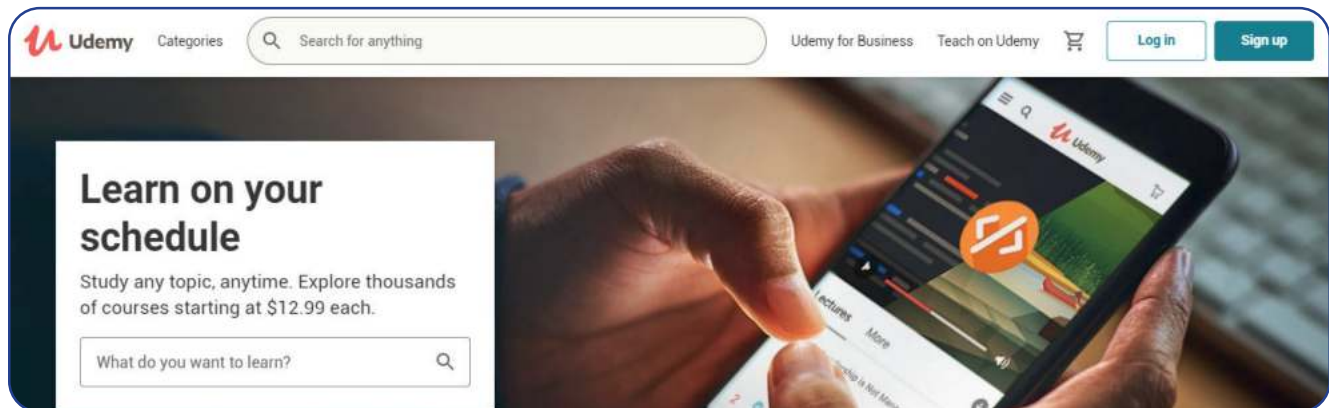 Udemy Categories Search for anything Udemy for Business Teach on Udemy Log in Sign up
Learn on your
schedule
Study any topic, anytime. Explore thousands
of courses starting at $12.99 each.
What do you want to learn?
Udemy
Lectures More
2